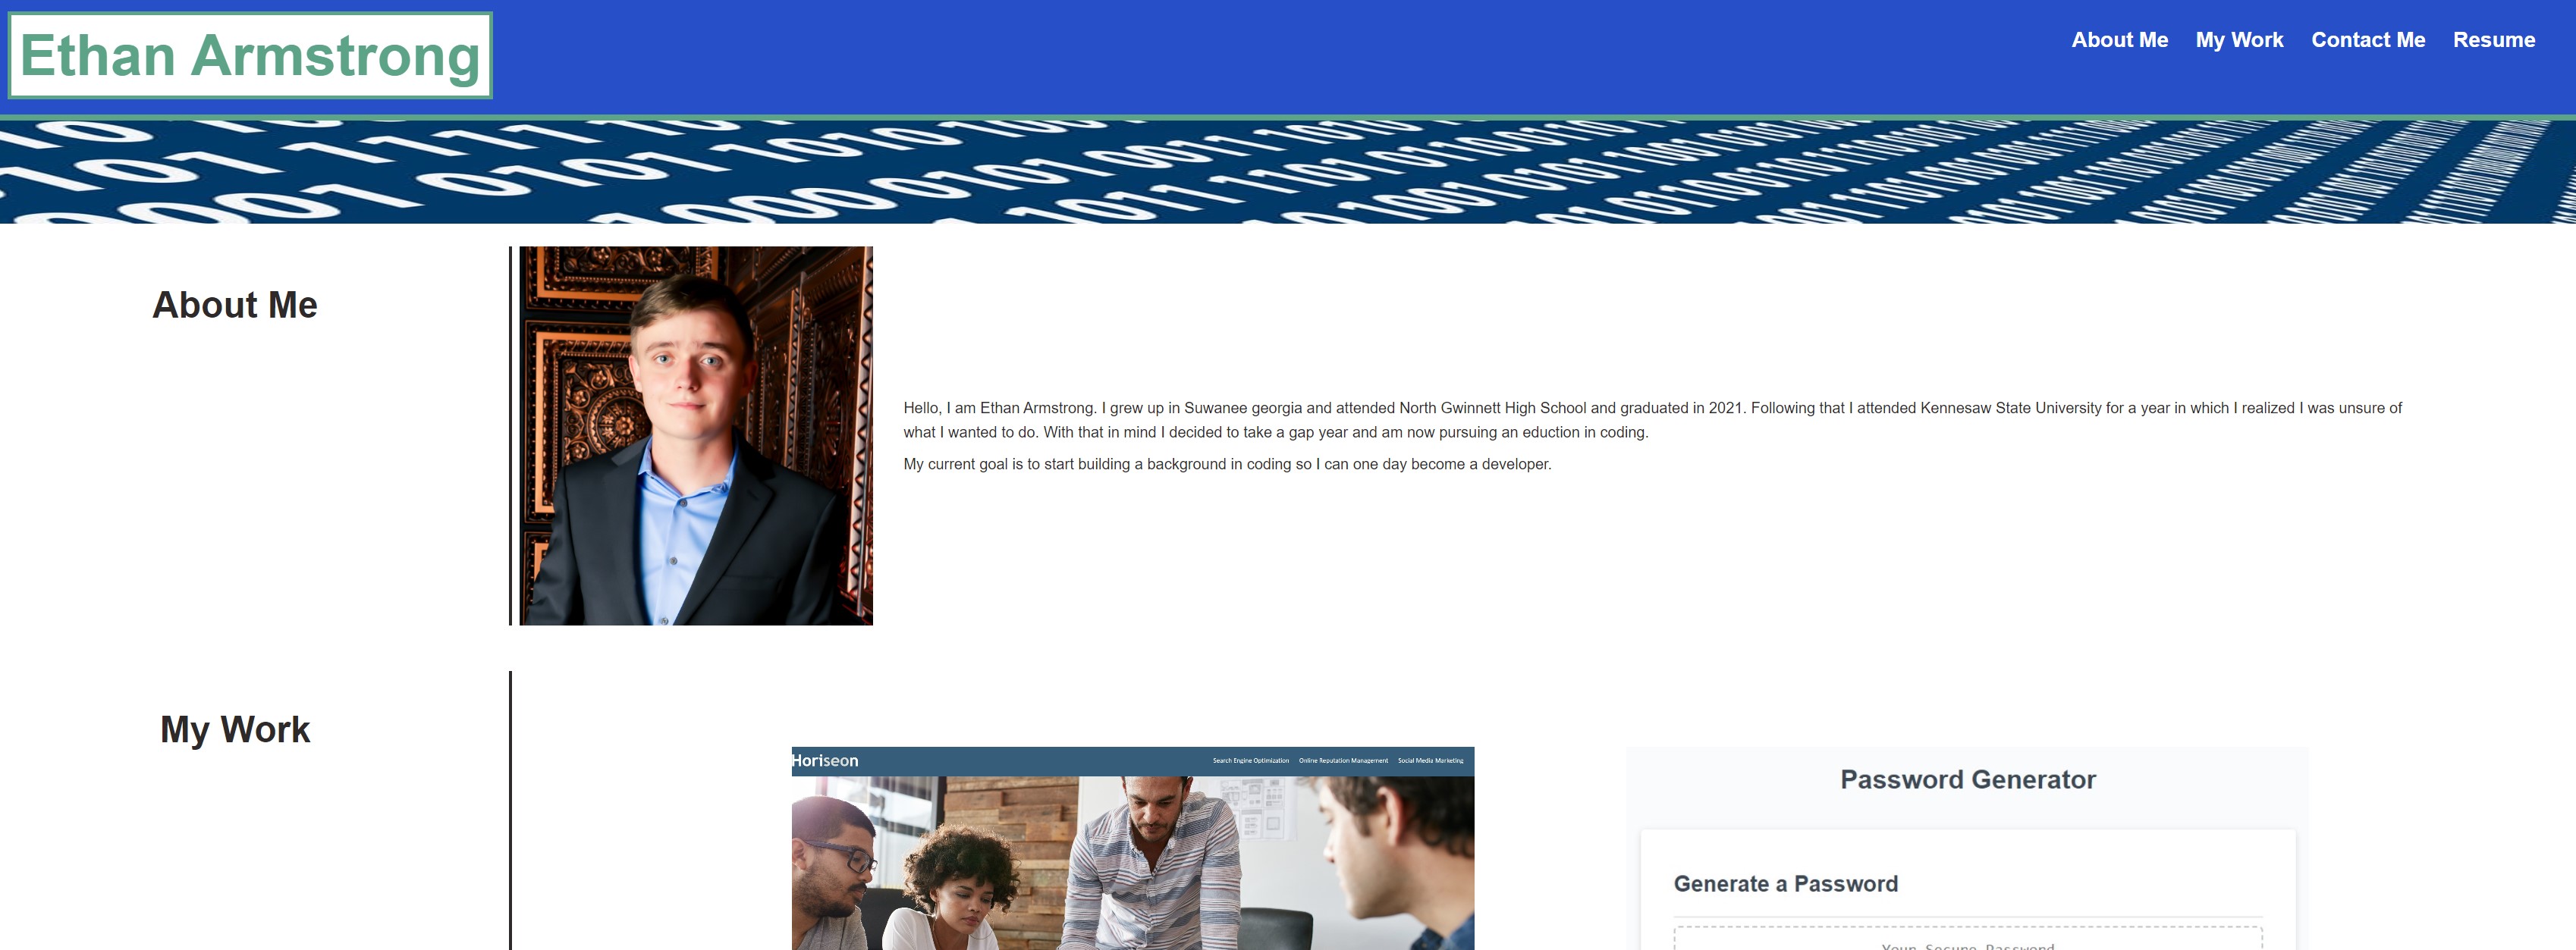 Ethan Armstrong
About Me My Work Contact Me Resume
About Me
Hello, I am Ethan Armstrong. I grew up in Suwanee georgia and attended North Gwinnett High School and graduated in 2021. Following that I attended Kennesaw State University for a year in which I realized I was unsure of
what I wanted to do. With that in mind I decided to take a gap year and am now pursuing an eduction in coding.
My current goal is to start building a background in coding so I can one day become a developer.
My Work
Horiseon
Search Engine Optimization Online Reputation Management Social Media Marketing
Password Generator
Generate a Password
Your Secure Password